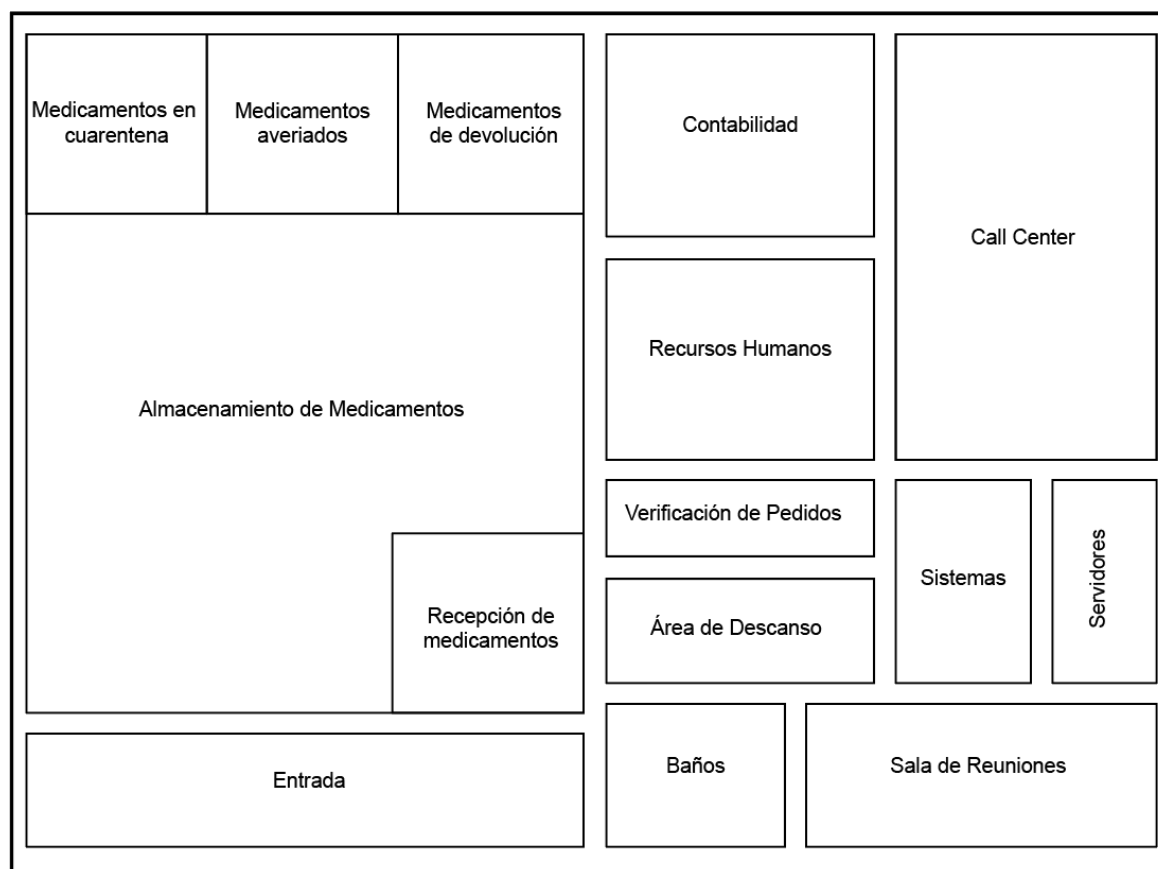 Medicamentos en
cuarentena
Medicamentos
averiados
Medicamentos
de devolución
Contabilidad
Call Center
Recursos Humanos
Almacenamiento de Medicamentos
Verificación de Pedidos
Sistemas
Servidores
Recepción de
medicamentos
Área de Descanso
Entrada
Baños
Sala de Reuniones